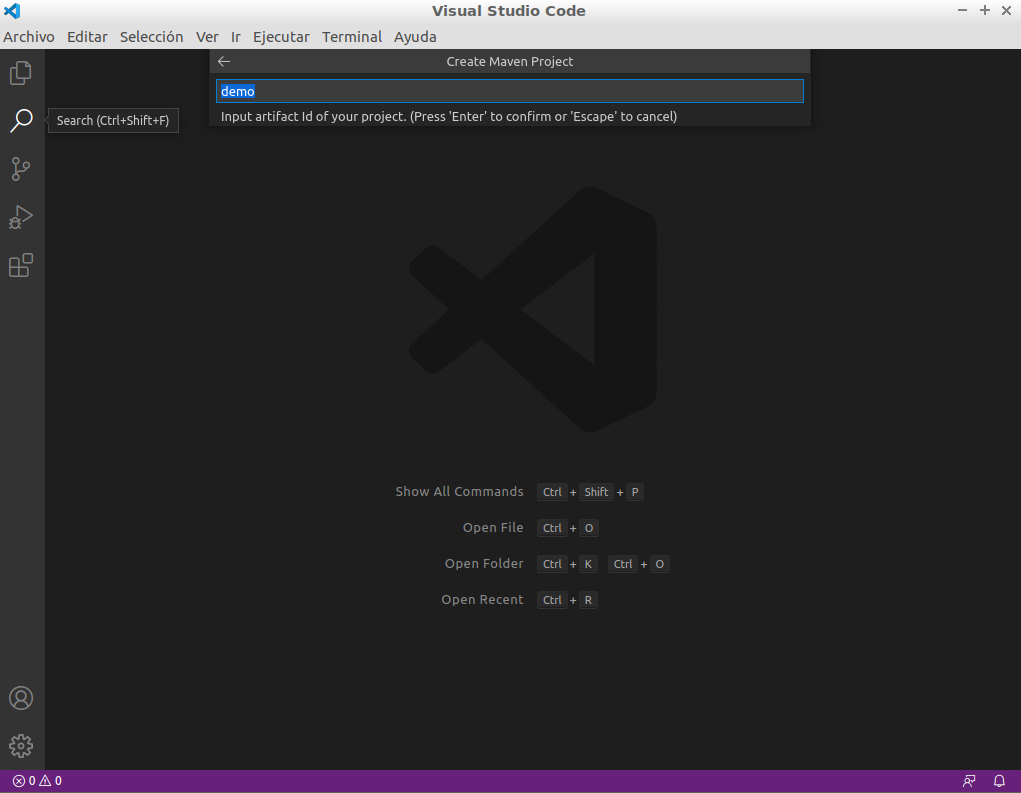 Visual Studio Code
Archivo Editar Selección Ver Ir Ejecutar Terminal Ayuda
Create Maven Project
demo
Input artifact Id of your project. (Press 'Enter' to confirm or 'Escape' to cancel)
Search (Ctrl+Shift+F)
Show All Commands Ctrl + Shift + P
Open File Ctrl + O
Open Folder Ctrl + K Ctrl + O
Open Recent Ctrl + R
0 0